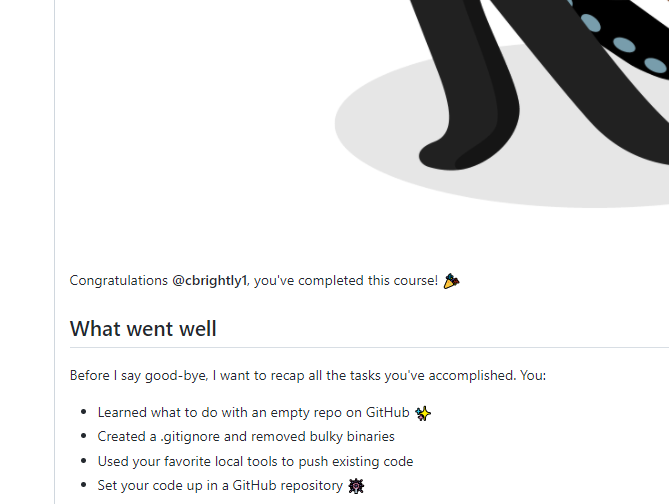 Congratulations @cbrightly1, you've completed this course! 🎉
What went well
Before I say good-bye, I want to recap all the tasks you've accomplished. You:
• Learned what to do with an empty repo on GitHub ✨
• Created a .gitignore and removed bulky binaries
• Used your favorite local tools to push existing code
• Set your code up in a GitHub repository